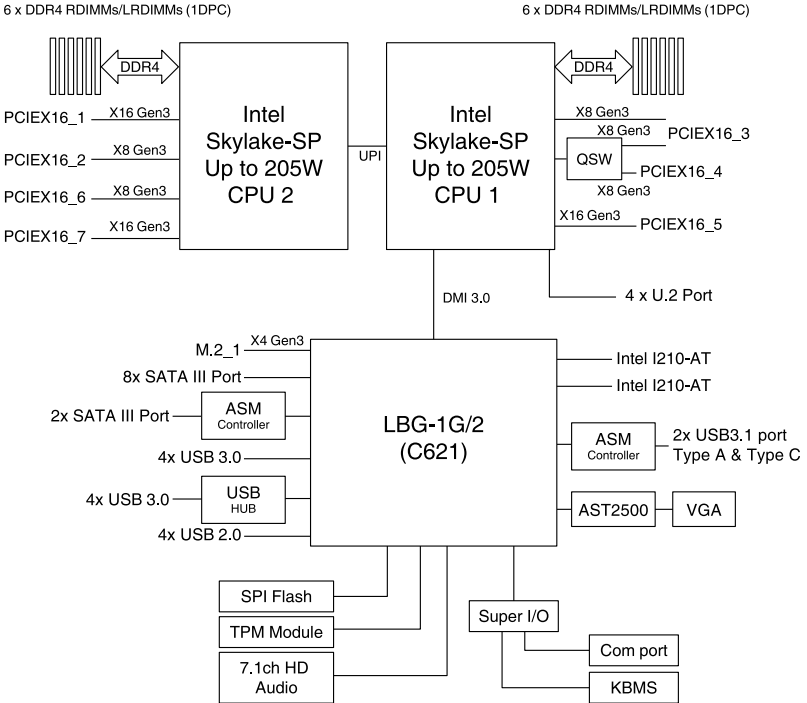 6 x DDR4 RDIMMs/LRDIMMs (1DPC)
6 x DDR4 RDIMMs/LRDIMMs (1DPC)
DDR4
DDR4
Intel
Skylake-SP
Up to 205W
CPU 2
Intel
Skylake-SP
Up to 205W
CPU 1
UPI
PCIEX16_1
X16 Gen3
PCIEX16_2
X8 Gen3
PCIEX16_6
X8 Gen3
PCIEX16_7
X16 Gen3
X8 Gen3
X8 Gen3
PCIEX16_3
QSW
PCIEX16_4
X8 Gen3
X16 Gen3
PCIEX16_5
DMI 3.0
4 x U.2 Port
M.2_1
X4 Gen3
8x SATA III Port
2x SATA III Port
ASM
Controller
4x USB 3.0
4x USB 3.0
USB
HUB
4x USB 2.0
LBG-1G/2
(C621)
Intel I210-AT
Intel I210-AT
ASM
Controller
2x USB3.1 port
Type A & Type C
AST2500
VGA
SPI Flash
TPM Module
7.1ch HD
Audio
Super I/O
Com port
KBMS